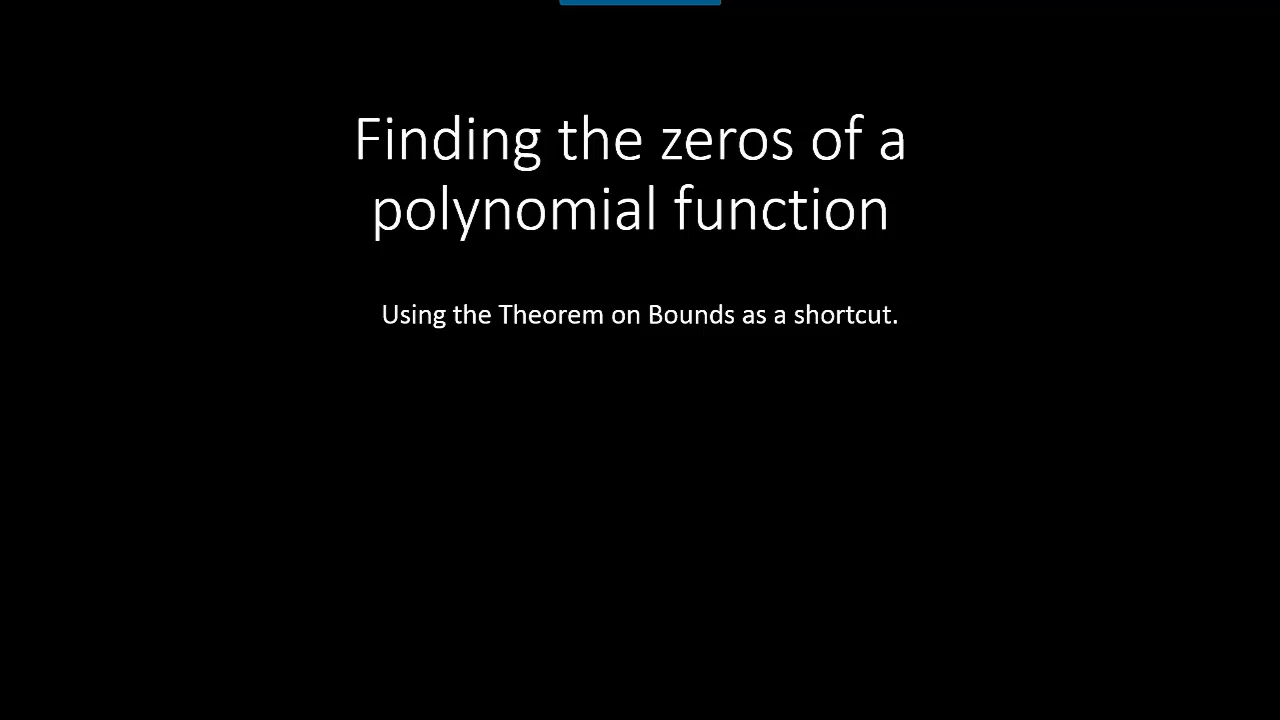 Finding the zeros of a
polynomial function
Using the Theorem on Bounds as a shortcut.